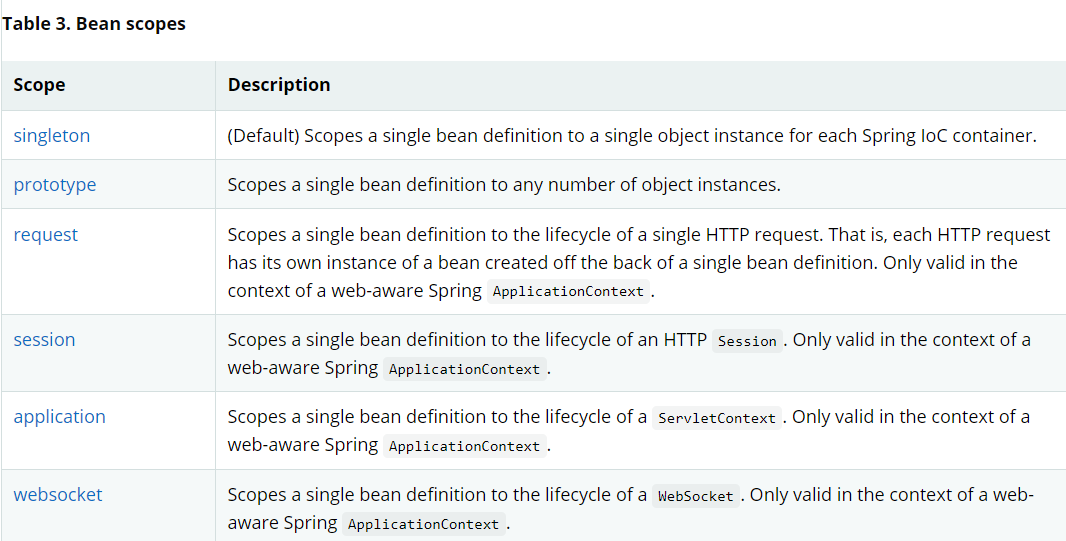 Table 3. Bean scopes
Scope Description
singleton (Default) Scopes a single bean definition to a single object instance for each Spring IoC container.
prototype Scopes a single bean definition to any number of object instances.
request Scopes a single bean definition to the lifecycle of a single HTTP request. That is, each HTTP request
has its own instance of a bean created off the back of a single bean definition. Only valid in the
context of a web-aware Spring ApplicationContext.
session Scopes a single bean definition to the lifecycle of an HTTP Session. Only valid in the context of a
web-aware Spring ApplicationContext.
application Scopes a single bean definition to the lifecycle of a ServletContext. Only valid in the context of a
web-aware Spring ApplicationContext.
websocket Scopes a single bean definition to the lifecycle of a WebSocket. Only valid in the context of a web-
aware Spring ApplicationContext.